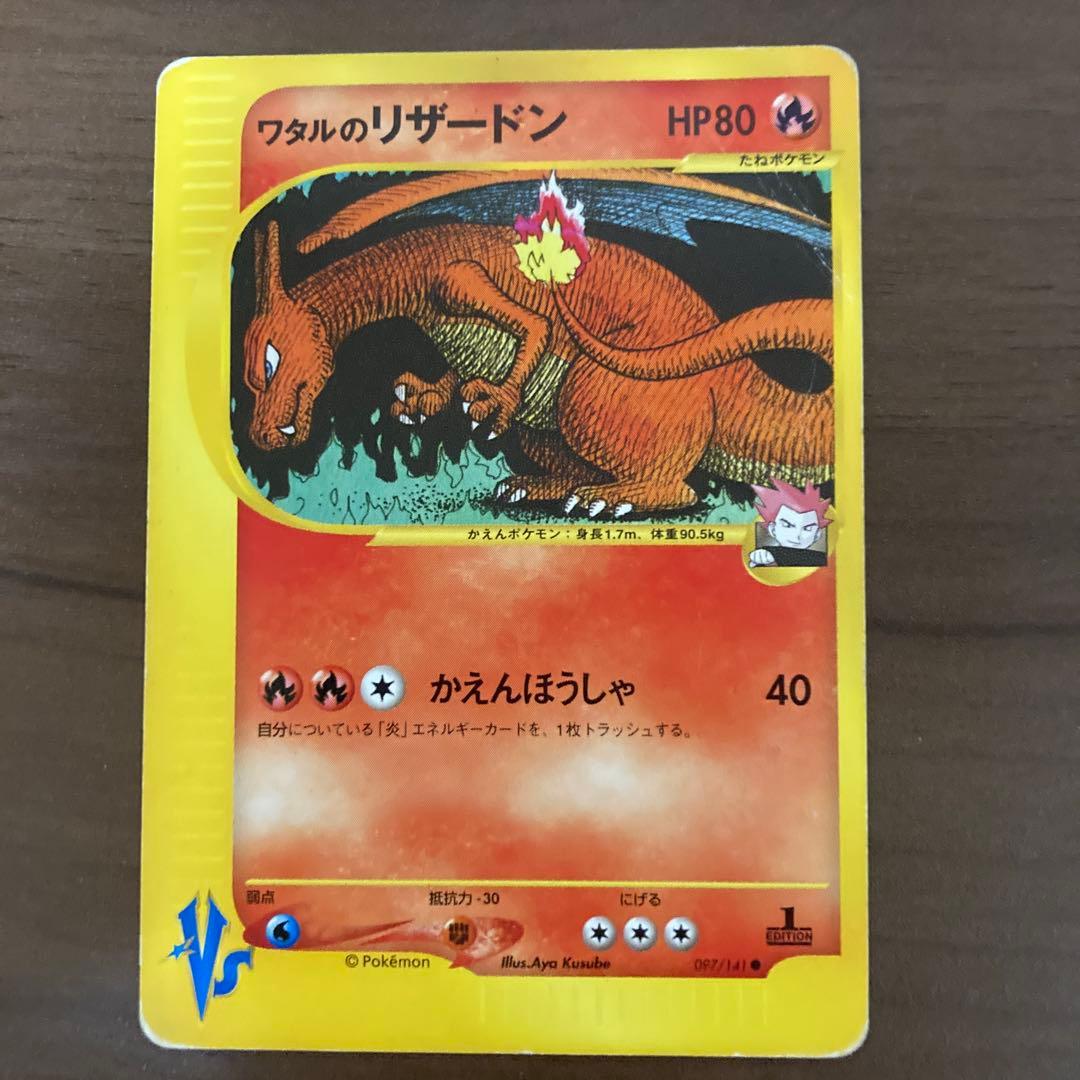 ワタルのリザードン HP80
たねポケモン
かえんポケモン：身長1.7m、体重90.5kg
かえんほうしゃ 40
自分についている「炎」エネルギーカードを、1枚トラッシュする。
弱点 抵抗力-30 にげる
1
EDITION
VS
©Pokémon Illus.Aya Kusube 097/141●